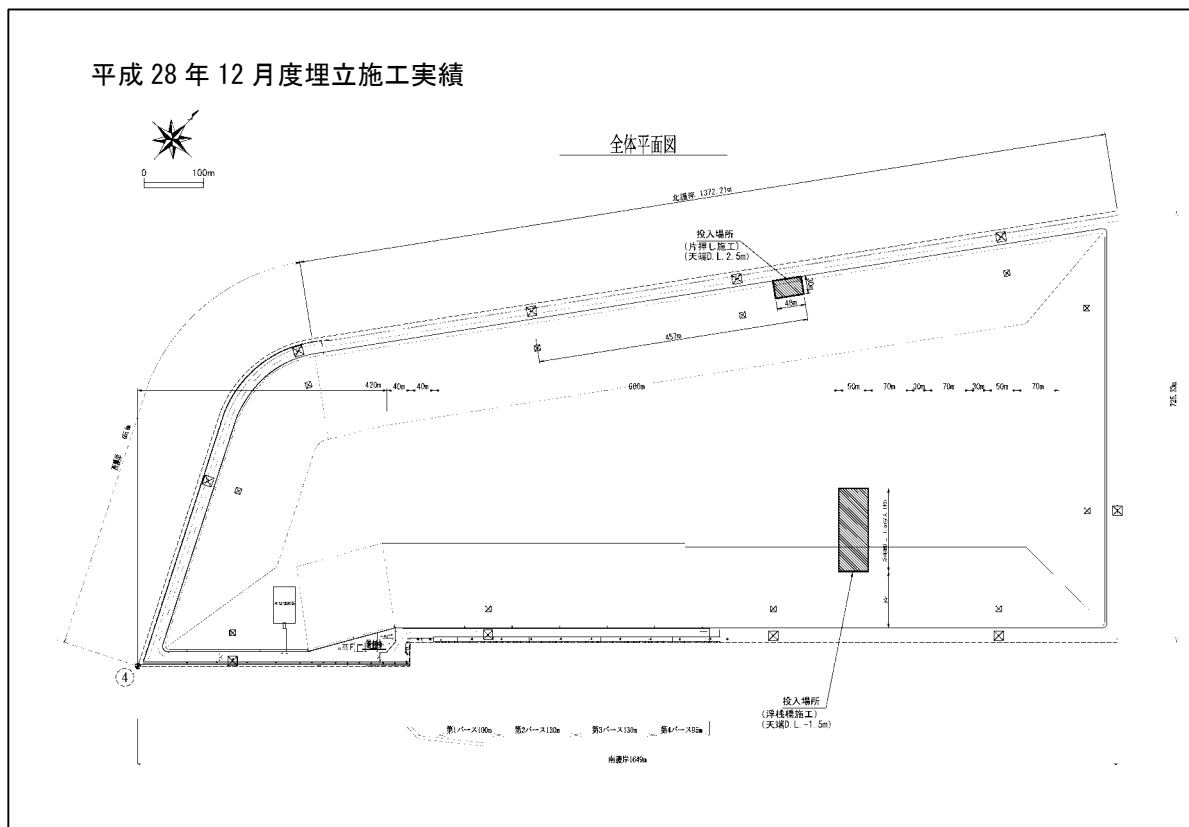 平成 28 年 12 月度埋立施工実績
全体平面図
0 100m
北護岸 1372.21m
投入場所
(片押し施工)
(天端D.L.2.5m)
48m
457m
420m 40m 40m 50m 70m 30m 70m 30m 50m 70m
4
投入場所
(浮桟橋施工)
(天端D.L.-1.5m)
第1バース100m 第2バース130m 第3バース130m 第4バース95m
南護岸1649m